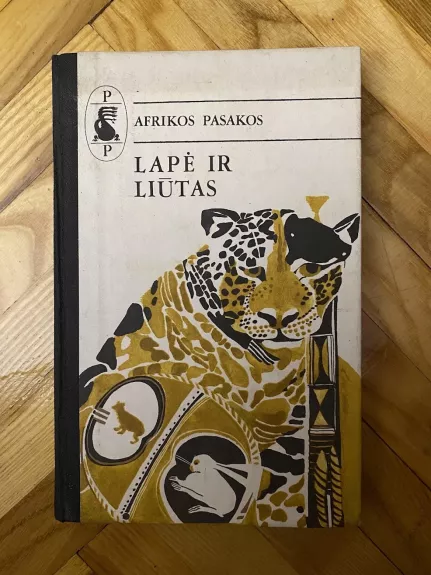 P
P
AFRIKOS PASAKOS
LAPĖ IR
LIŪTAS